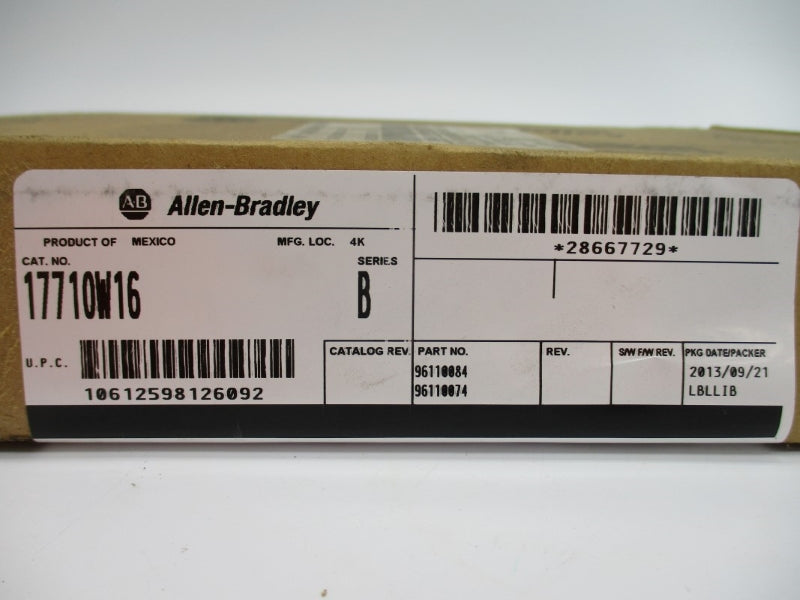 AB Allen-Bradley
PRODUCT OF MEXICO MFG. LOC. 4K
CAT. NO. SERIES
1771OW16 B
U.P.C.
10612598126092
*28667729*
CATALOG REV. PART NO. REV. S/W F/W REV. PKG DATE/PACKER
96110084 2013/09/21
96110074 LBLLIB